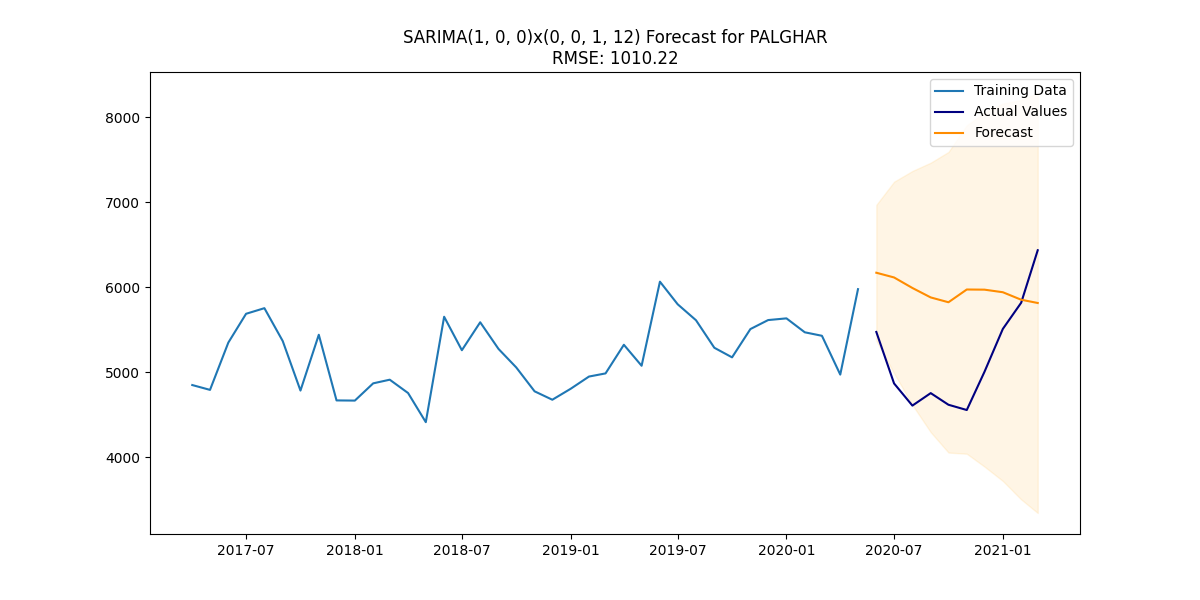 SARIMA(1, 0, 0)x(0, 0, 1, 12) Forecast for PALGHAR
RMSE: 1010.22
Training Data
Actual Values
Forecast
8000
7000
6000
5000
4000
2017-07
2018-01
2018-07
2019-01
2019-07
2020-01
2020-07
2021-01